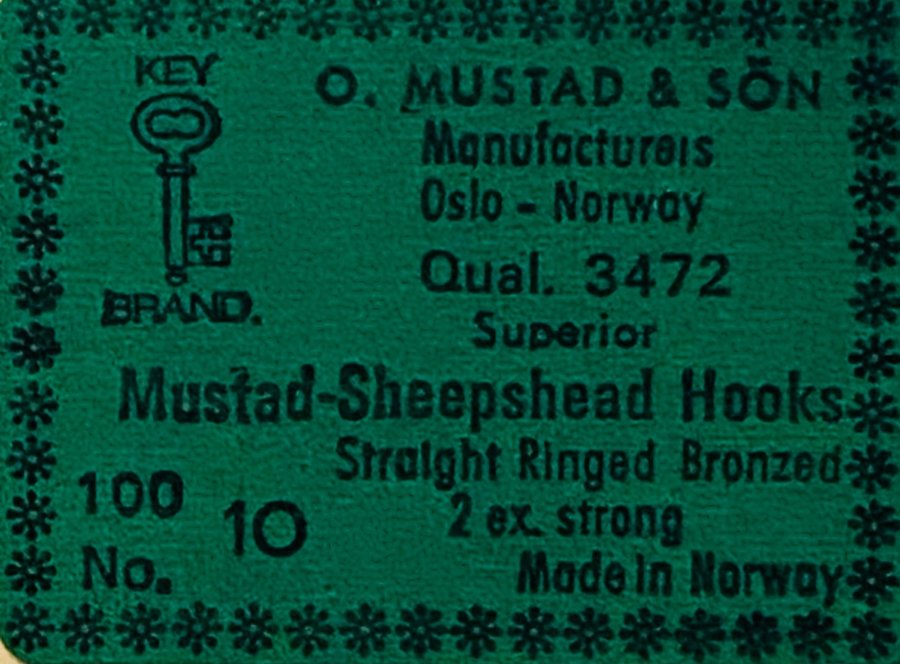 KEY
BRAND.
O. MUSTAD & SÖN
Manufacturers
Oslo - Norway
Qual. 3472
Superior
Mustad-Sheepshead Hooks
Straight Ringed Bronzed
2 ex. strong
Made in Norway
100
No. 10